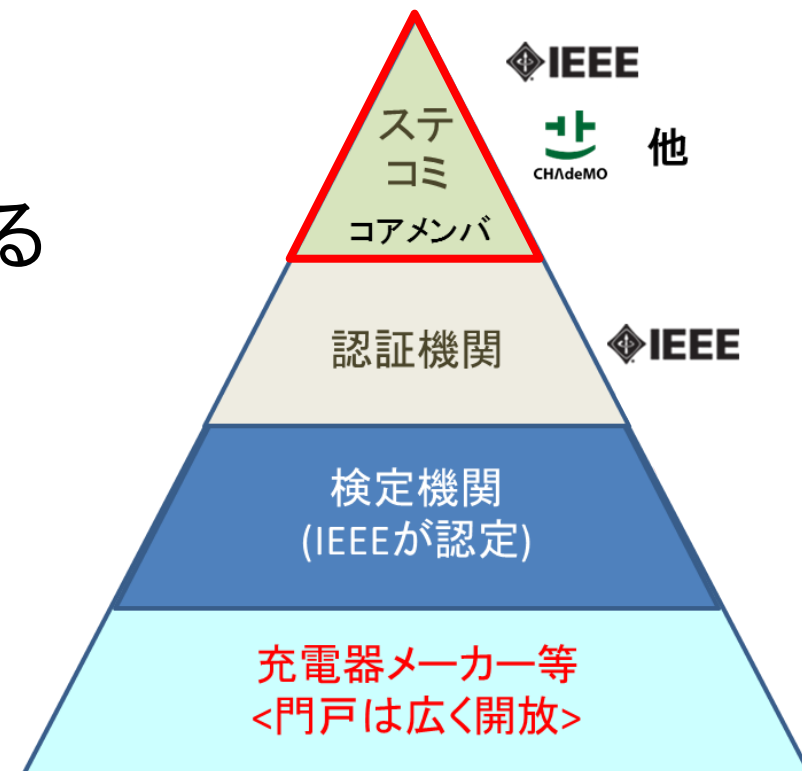 る
ステ
コミ
コアメンバ
IEEE
CHAdeMO
他
認証機関
IEEE
検定機関
(IEEEが認定)
充電器メーカー等
<門戸は広く開放>